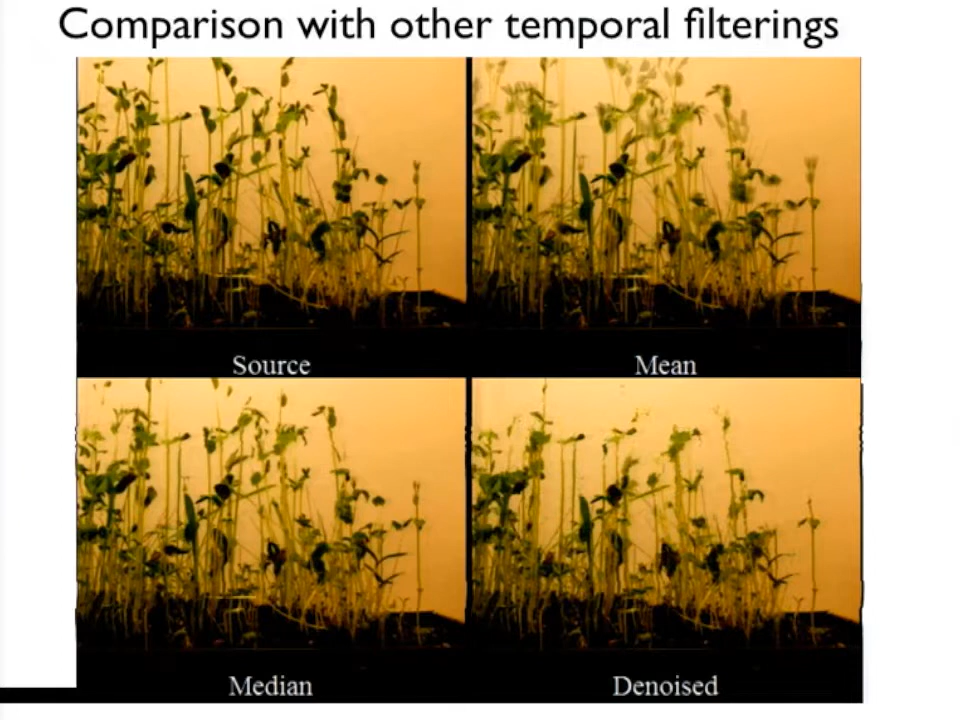 Comparison with other temporal filterings
Source
Mean
Median
Denoised